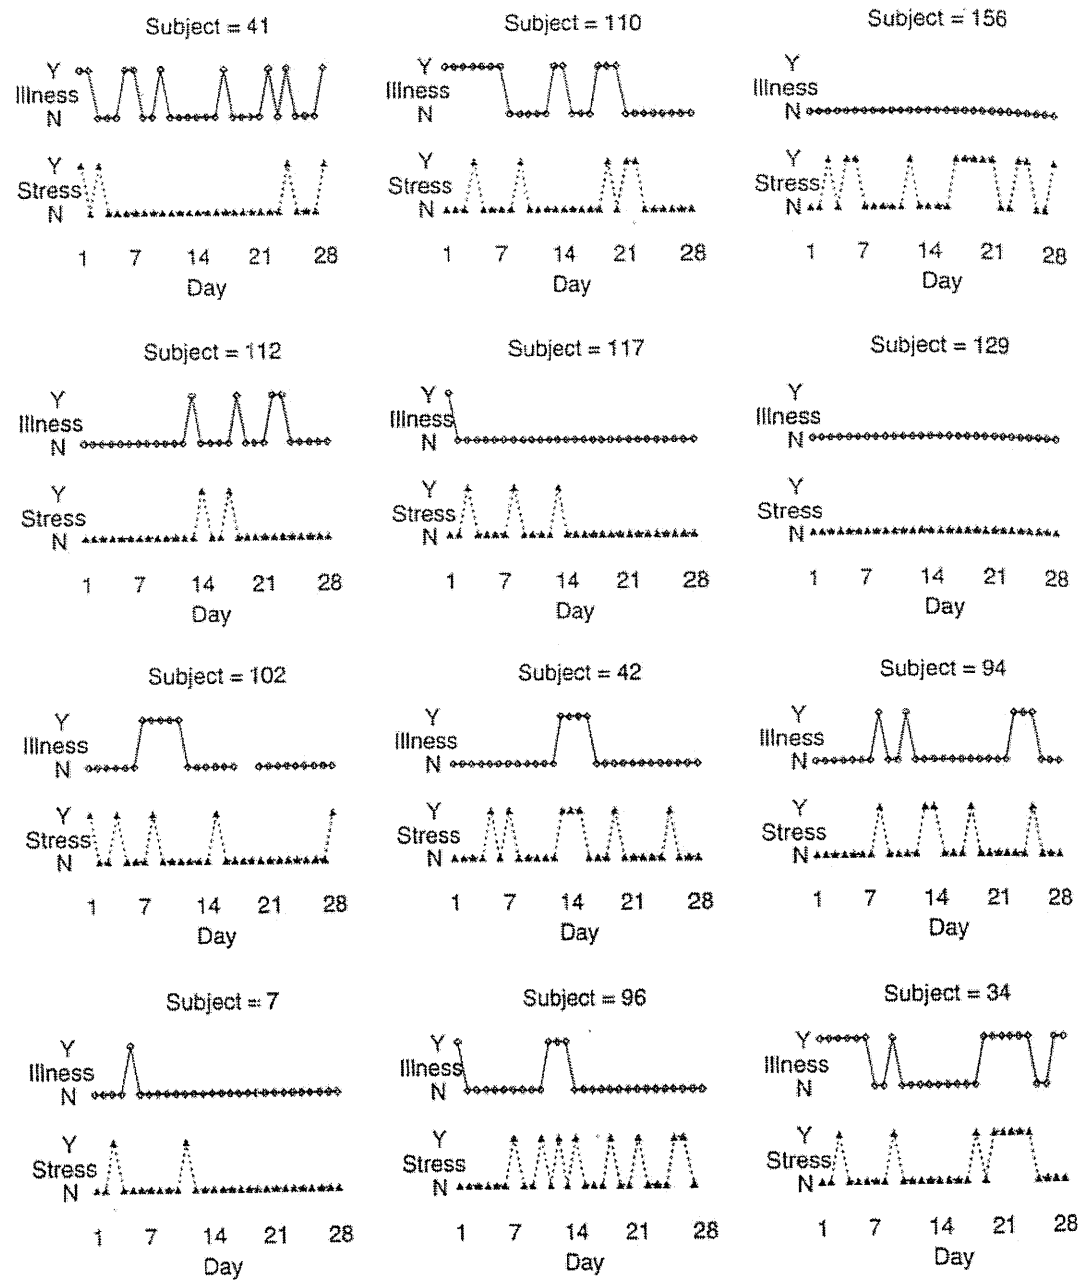 Subject = 41
Y
Illness
N
Y
Stress
N
1 7 14 21 28
Day
Subject = 110
Y
Illness
N
Y
Stress
N
1 7 14 21 28
Day
Subject = 156
Y
Illness
N
Y
Stress
N
1 7 14 21 28
Day
Subject = 112
Y
Illness
N
Y
Stress
N
1 7 14 21 28
Day
Subject = 117
Y
Illness
N
Y
Stress
N
1 7 14 21 28
Day
Subject = 129
Y
Illness
N
Y
Stress
N
1 7 14 21 28
Day
Subject = 102
Y
Illness
N
Y
Stress
N
1 7 14 21 28
Day
Subject = 42
Y
Illness
N
Y
Stress
N
1 7 14 21 28
Day
Subject = 94
Y
Illness
N
Y
Stress
N
1 7 14 21 28
Day
Subject = 7
Y
Illness
N
Y
Stress
N
1 7 14 21 28
Day
Subject = 96
Y
Illness
N
Y
Stress
N
1 7 14 21 28
Day
Subject = 34
Y
Illness
N
Y
Stress
N
1 7 14 21 28
Day